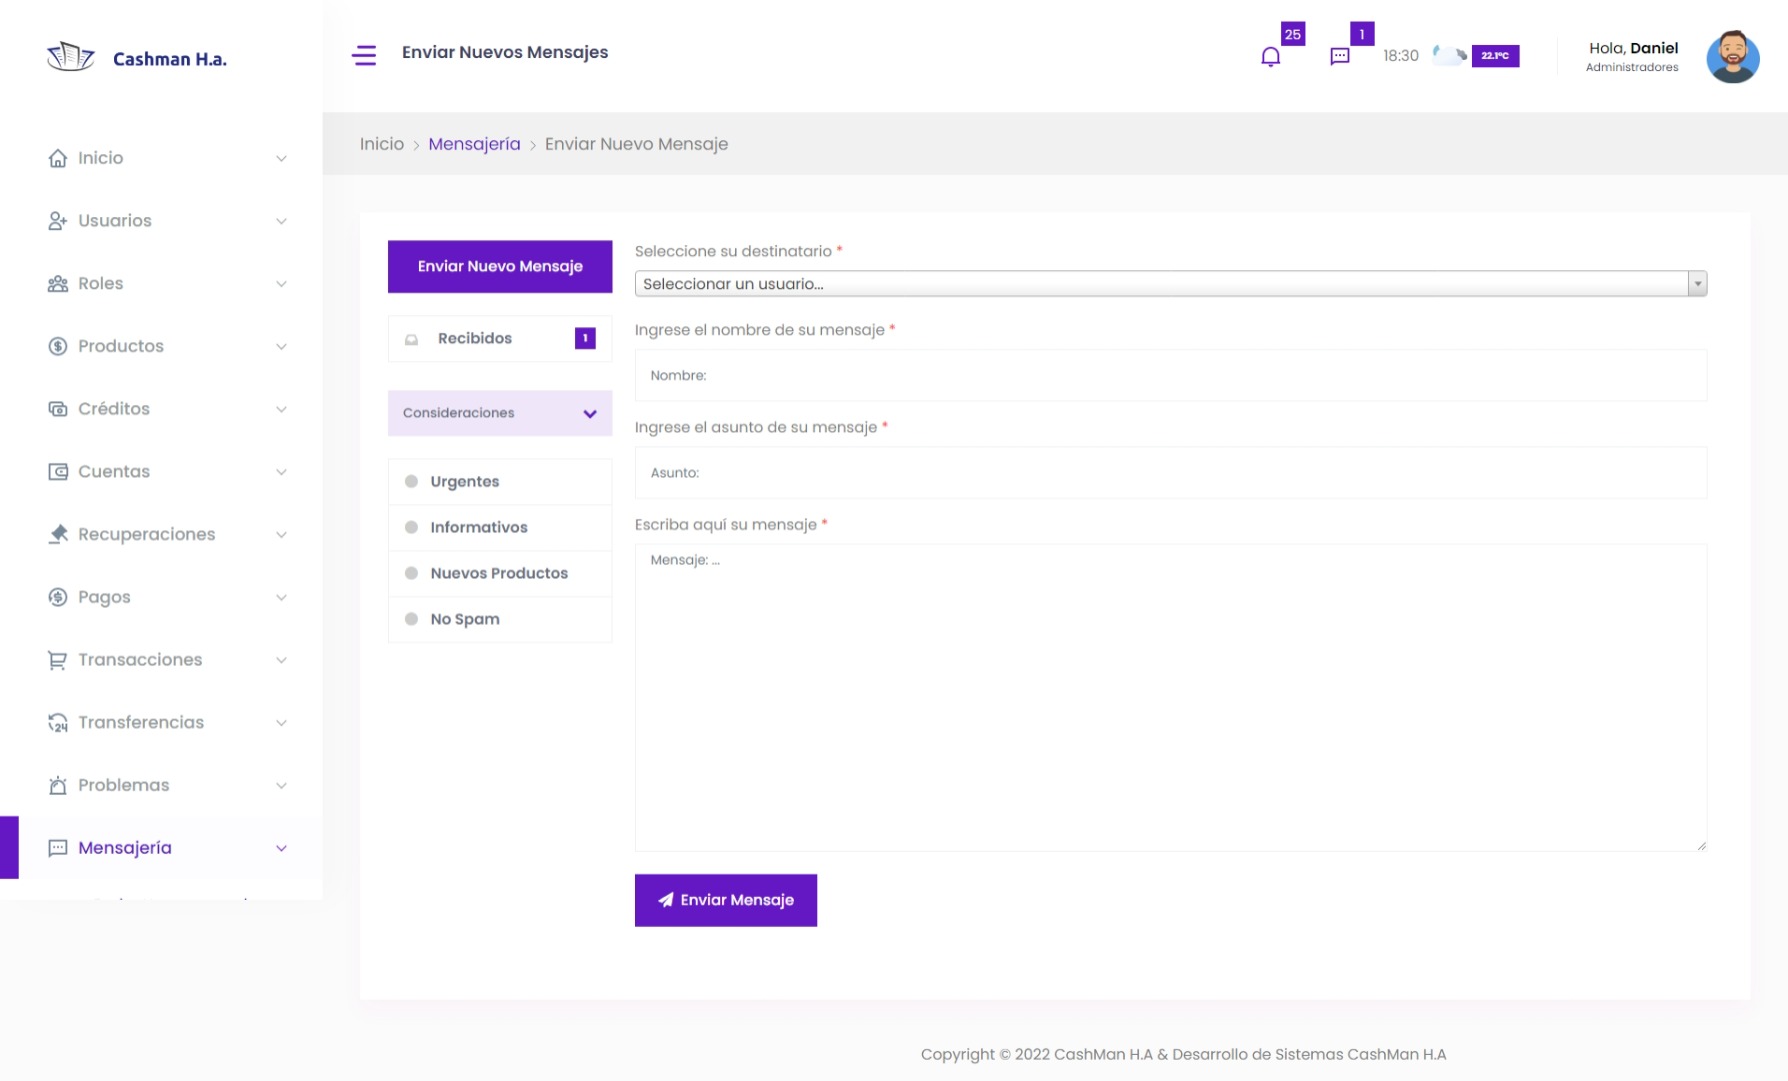 Cashman H.a.
Enviar Nuevos Mensajes
25
1
18:30
22.1°C
Hola, Daniel
Administradores
Inicio > Mensajería > Enviar Nuevo Mensaje
Inicio
Usuarios
Roles
Productos
Créditos
Cuentas
Recuperaciones
Pagos
Transacciones
Transferencias
Problemas
Mensajería
Enviar Nuevo Mensaje
Recibidos
1
Consideraciones
Urgentes
Informativos
Nuevos Productos
No Spam
Seleccione su destinatario *
Seleccionar un usuario...
Ingrese el nombre de su mensaje *
Nombre:
Ingrese el asunto de su mensaje *
Asunto:
Escriba aquí su mensaje *
Mensaje: ...
Enviar Mensaje
Copyright © 2022 CashMan H.A & Desarrollo de Sistemas CashMan H.A